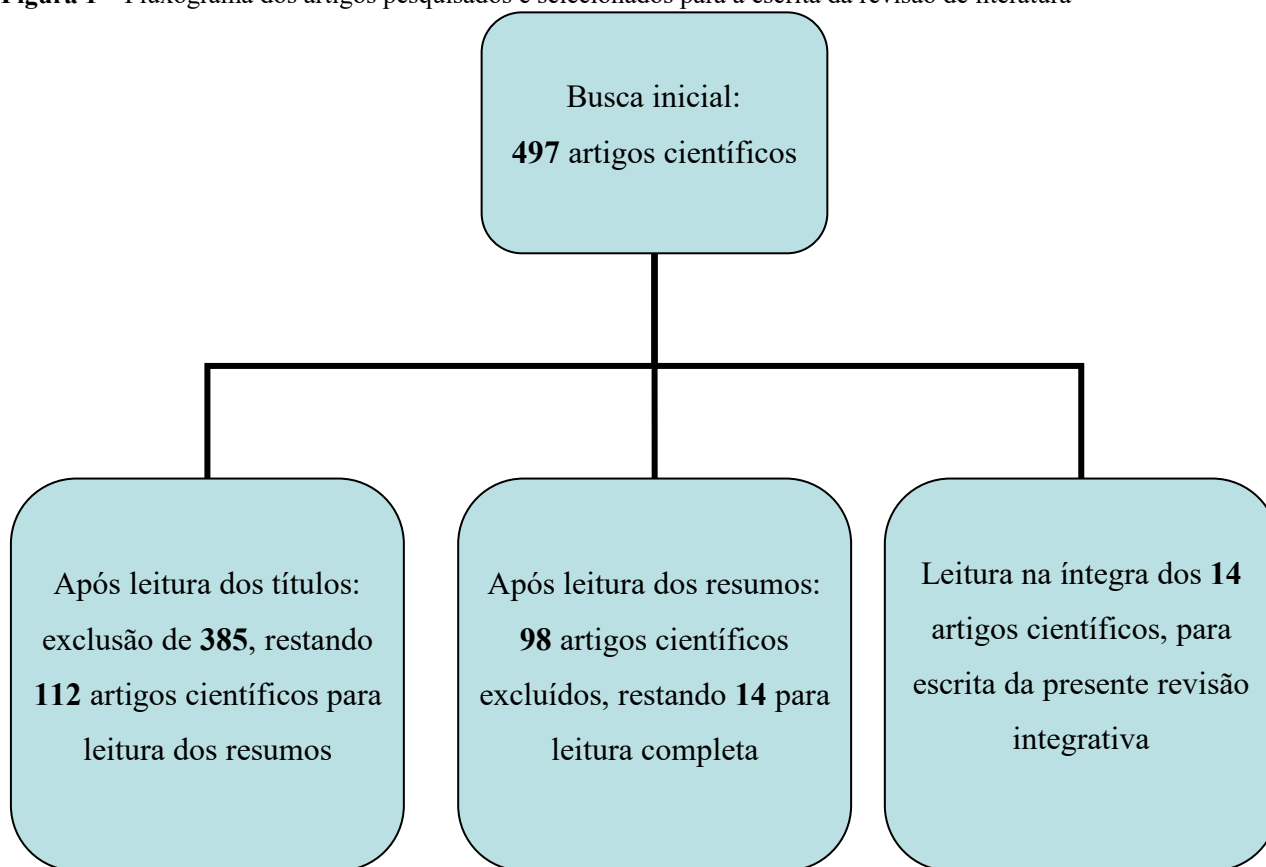 Figura 1 – Fluxograma dos artigos pesquisados e selecionados para a escrita da revisão de literatura
Busca inicial:
497 artigos científicos
Após leitura dos títulos:
exclusão de 385, restando
112 artigos científicos para
leitura dos resumos
Após leitura dos resumos:
98 artigos científicos
excluídos, restando 14 para
leitura completa
Leitura na íntegra dos 14
artigos científicos, para
escrita da presente revisão
integrativa